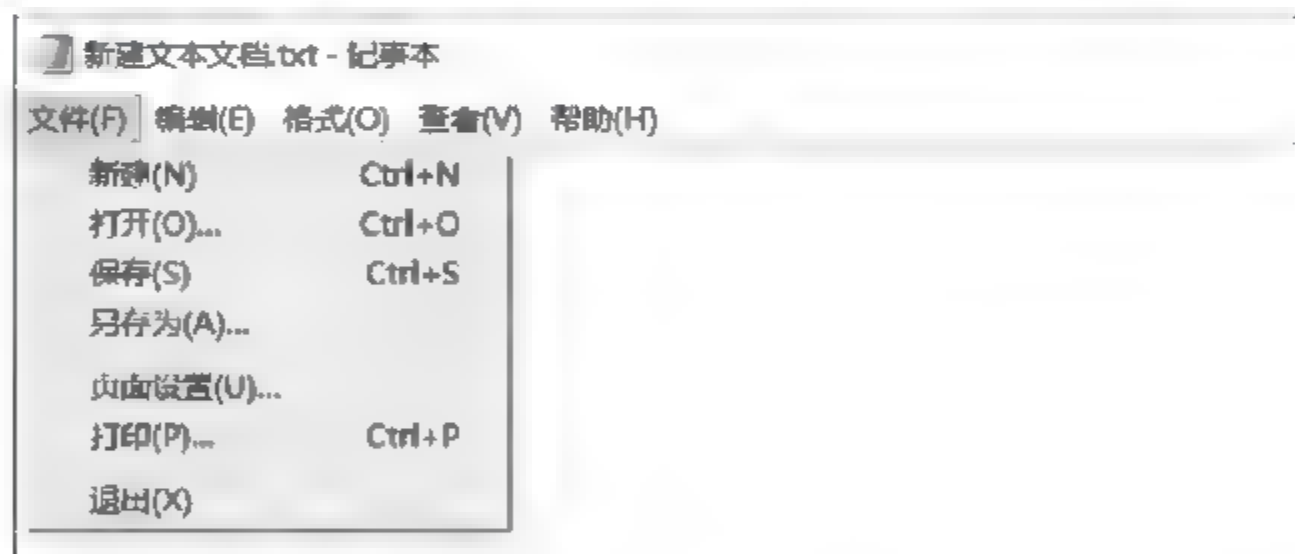 新建文本文档.txt - 记事本
文件(F) 编辑(E) 格式(O) 查看(V) 帮助(H)
新建(N) Ctrl+N
打开(O)... Ctrl+O
保存(S) Ctrl+S
另存为(A)...
页面设置(U)...
打印(P)... Ctrl+P
退出(X)